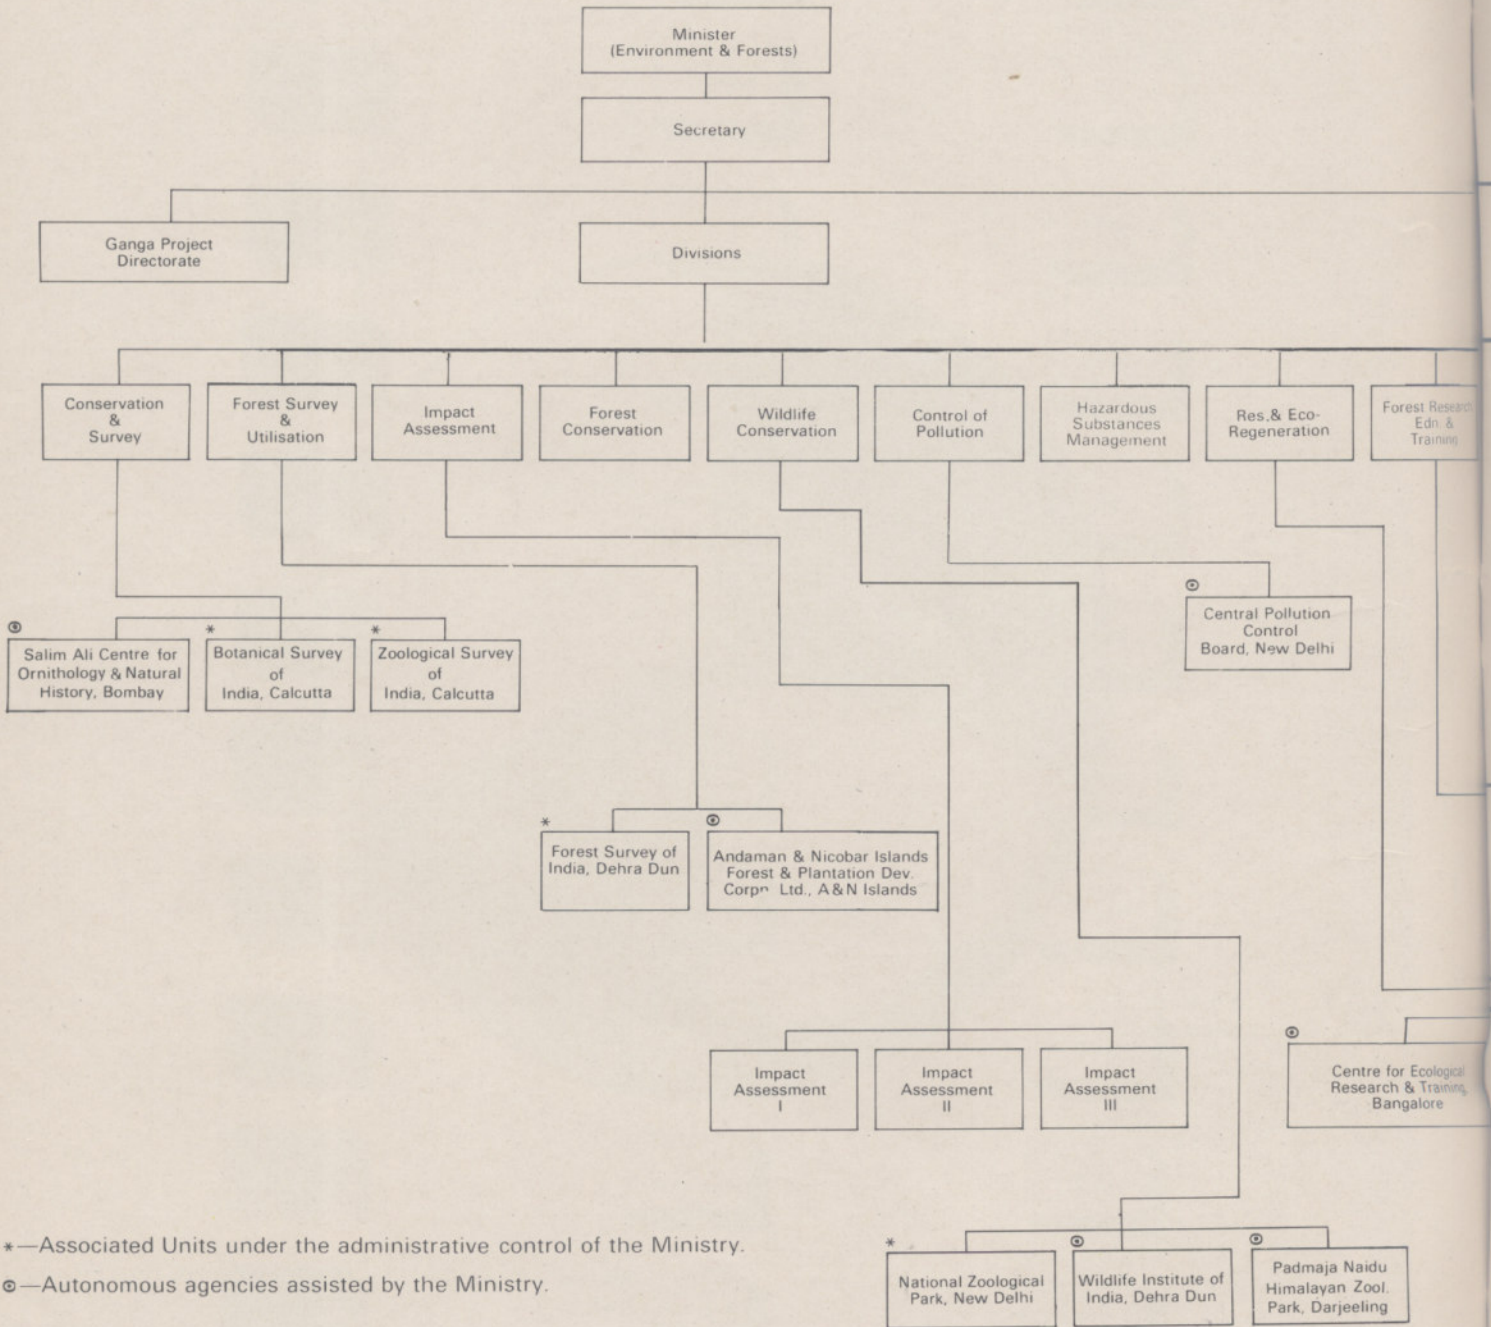 Minister
(Environment & Forests)
Secretary
Ganga Project
Directorate
Divisions
Conservation
&
Survey
Forest Survey
&
Utilisation
Impact
Assessment
Forest
Conservation
Wildlife
Conservation
Control of
Pollution
Hazardous
Substances
Management
Res.& Eco-
Regeneration
Forest Research
Edn. &
Training
Central Pollution
Control
Board, New Delhi
Salim Ali Centre for
Ornithology & Natural
History, Bombay
*
Botanical Survey
of
India, Calcutta
*
Zoological Survey
of
India, Calcutta
*
Forest Survey of
India, Dehra Dun
Andaman & Nicobar Islands
Forest & Plantation Dev.
Corpn Ltd., A&N Islands
Impact
Assessment
I
Impact
Assessment
II
Impact
Assessment
III
Centre for Ecological
Research & Training,
Bangalore
*—Associated Units under the administrative control of the Ministry.
⊙—Autonomous agencies assisted by the Ministry.
*
National Zoological
Park, New Delhi
Wildlife Institute of
India, Dehra Dun
Padmaja Naidu
Himalayan Zool.
Park, Darjeeling